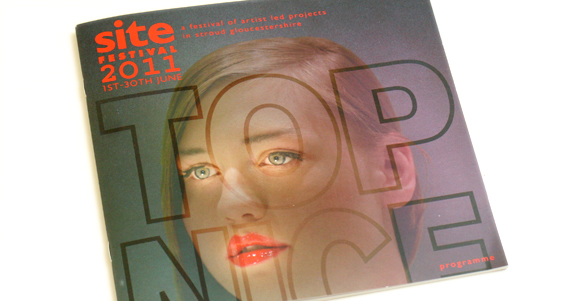 site
FESTIVAL
2011
1ST-30TH JUNE
a festival of artist led projects
in stroud gloucestershire
TOP
NICE
programme